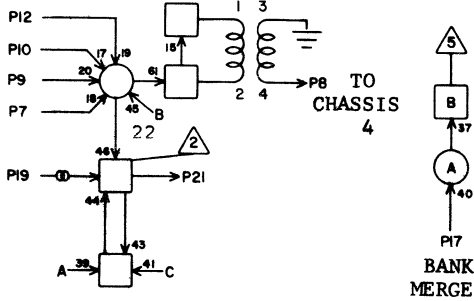 P12
P10
P9
P7
17
19
20
18
61
45
B
22
15
1
3
2
4
P8
TO
CHASSIS
4
5
B
37
A
40
P17
BANK
MERGE
46
2
P19
P21
44
43
A
39
41
C